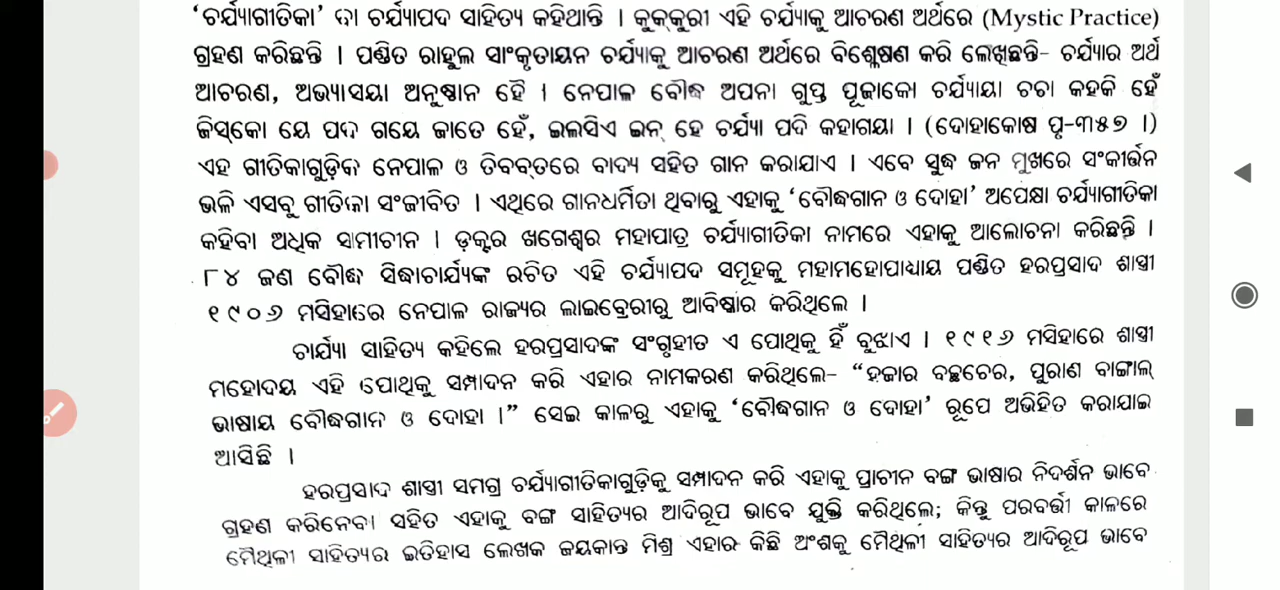 ‘ଚର୍ଯ୍ୟାଗୀତିକା’ ବା ଚର୍ଯ୍ୟାପଦ ସାହିତ୍ୟ କହିଥାନ୍ତି । କୁକ୍କୁରୀ ଏହି ଚର୍ଯ୍ୟାକୁ ଆଚରଣ ଅର୍ଥରେ (Mystic Practice)
ଗ୍ରହଣ କରିଛନ୍ତି । ପଣ୍ଡିତ ରାହୁଲ ସାଂକୃତାୟନ ଚର୍ଯ୍ୟାକୁ ଆଚରଣ ଅର୍ଥରେ ବିଶ୍ଳେଷଣ କରି ଲେଖିଛନ୍ତି- ଚର୍ଯ୍ୟାର ଅର୍ଥ
ଆଚରଣ, ଅଭ୍ୟାସୟା ଅନୁଷ୍ଠାନ ହୈ । ନେପାଳ ବୌଦ୍ଧ ଅପନା ଗୁପ୍ତ ପୂଜାକୋ ଚର୍ଯ୍ୟାୟା ଚଚା କହକି ହେଁ
ଜିସ୍‌କୋ ୟେ ପଦ ଗୟେ ଜାତେ ହେଁ, ଇଲସିଏ ଇନ୍ ହେ ଚର୍ଯ୍ୟା ପଦି କହାଗୟା । (ଦୋହାକୋଷ ପୃ-୩୫୭ ।)
ଏହ ଗୀତିକାଗୁଡ଼ିକ ନେପାଳ ଓ ତିବବତରେ ବାଦ୍ୟ ସହିତ ଗାନ କରାଯାଏ । ଏବେ ସୁଦ୍ଧ ଜନ ମୁଖରେ ସଂକୀର୍ତ୍ତନ
ଭଳି ଏସବୁ ଗୀତିକା ସଂଜୀବିତ । ଏଥିରେ ଗାନଧର୍ମିତା ଥିବାରୁ ଏହାକୁ ‘ବୌଦ୍ଧଗାନ ଓ ଦୋହା’ ଅପେକ୍ଷା ଚର୍ଯ୍ୟାଗୀତିକା
କହିବା ଅଧିକ ସାମୀଚୀନ । ଡ଼କ୍ଟର ଖଗେଶ୍ୱର ମହାପାତ୍ର ଚର୍ଯ୍ୟାଗୀତିକା ନାମରେ ଏହାକୁ ଆଲୋଚନା କରିଛନ୍ତି ।
୮୪ ଜଣ ବୌଦ୍ଧ ସିଦ୍ଧାଚାର୍ଯ୍ୟଙ୍କ ରଚିତ ଏହି ଚର୍ଯ୍ୟାପଦ ସମୂହକୁ ମହାମହୋପାଧ୍ୟାୟ ପଣ୍ଡିତ ହରପ୍ରସାଦ ଶାସ୍ତ୍ରୀ
୧୯୦୬ ମସିହାରେ ନେପାଳ ରାଜ୍ୟର ଲାଇବ୍ରେରୀରୁ ଆବିଷ୍କାର କରିଥିଲେ ।
ଚାର୍ଯ୍ୟା ସାହିତ୍ୟ କହିଲେ ହରପ୍ରସାଦଙ୍କ ସଂଗୃହୀତ ଏ ପୋଥିକୁ ହିଁ ବୁଝାଏ । ୧୯୧୬ ମସିହାରେ ଶାସ୍ତ୍ରୀ
ମହୋଦୟ ଏହି ପୋଥିକୁ ସମ୍ପାଦନ କରି ଏହାର ନାମକରଣ କରିଥିଲେ- “ହଜାର ବଚ୍ଛଚେର, ପୁରାଣ ବାଙ୍ଗାଲ୍
ଭାଷାୟ ବୌଦ୍ଧଗାନ ଓ ଦୋହା ।” ସେଇ କାଳରୁ ଏହାକୁ ‘ବୌଦ୍ଧଗାନ ଓ ଦୋହା’ ରୂପେ ଅଭିହିତ କରାଯାଇ
ଆସିଛି ।
ହରପ୍ରସାଦ ଶାସ୍ତ୍ରୀ ସମଗ୍ର ଚର୍ଯ୍ୟାଗୀତିକାଗୁଡ଼ିକୁ ସମ୍ପାଦନ କରି ଏହାକୁ ପ୍ରାଚୀନ ବଙ୍ଗ ଭାଷାର ନିଦର୍ଶନ ଭାବେ
ଗ୍ରହଣ କରିନେବା ସହିତ ଏହାକୁ ବଙ୍ଗ ସାହିତ୍ୟର ଆଦିରୂପ ଭାବେ ଯୁକ୍ତି କରିଥିଲେ; କିନ୍ତୁ ପରବର୍ତ୍ତୀ କାଳରେ
ମୈଥିଳୀ ସାହିତ୍ୟର ଇତିହାସ ଲେଖକ ଜୟକାନ୍ତ ମିଶ୍ର ଏହାର କିଛି ଅଂଶକୁ ମୈଥିଳୀ ସାହିତ୍ୟର ଆଦିରୂପ ଭାବେ